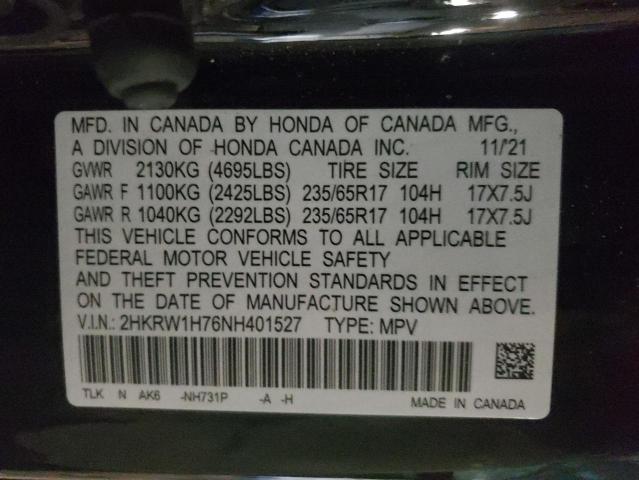 MFD. IN CANADA BY HONDA OF CANADA MFG.,
A DIVISION OF HONDA CANADA INC. 11/'21
GVWR 2130KG (4695LBS) TIRE SIZE RIM SIZE
GAWR F 1100KG (2425LBS) 235/65R17 104H 17X7.5J
GAWR R 1040KG (2292LBS) 235/65R17 104H 17X7.5J
THIS VEHICLE CONFORMS TO ALL APPLICABLE
FEDERAL MOTOR VEHICLE SAFETY
AND THEFT PREVENTION STANDARDS IN EFFECT
ON THE DATE OF MANUFACTURE SHOWN ABOVE.
V.I.N.: 2HKRW1H76NH401527 TYPE: MPV
TLK N AK6 -NH731P -A -H
MADE IN CANADA